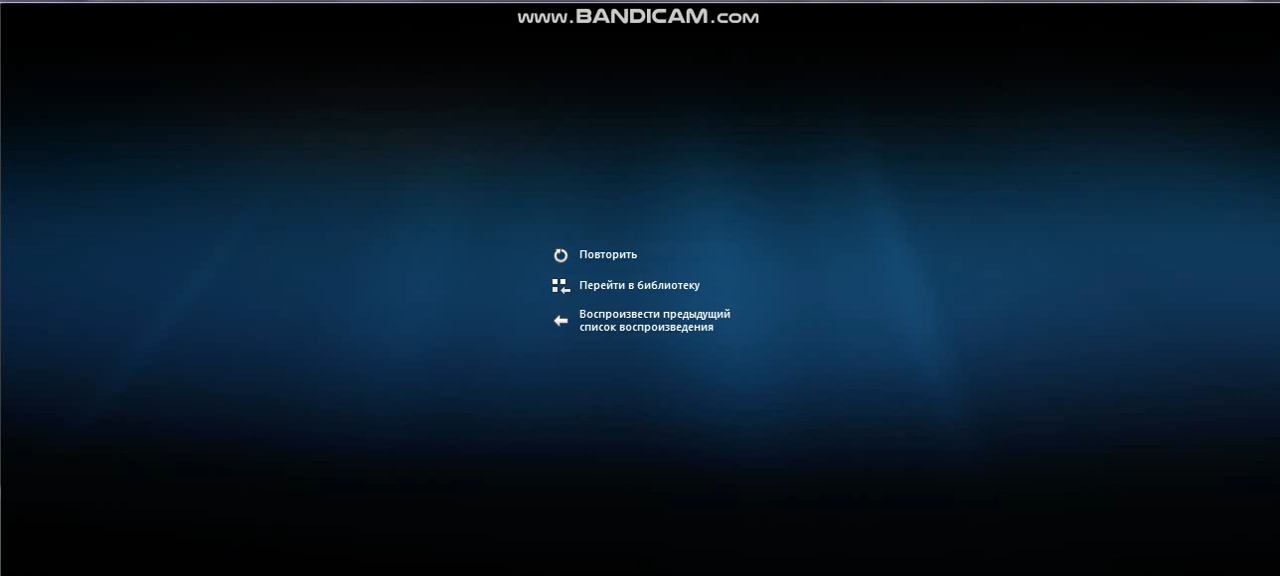 www.BANDICAM.COM
Повторить
Перейти в библиотеку
Воспроизвести предыдущий
список воспроизведения